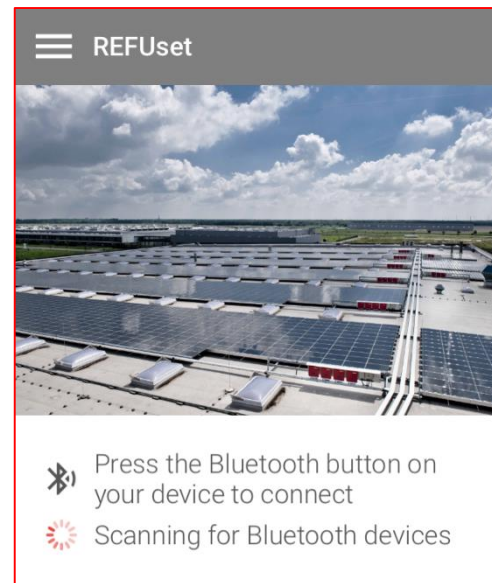 REFUset
Press the Bluetooth button on
your device to connect
Scanning for Bluetooth devices